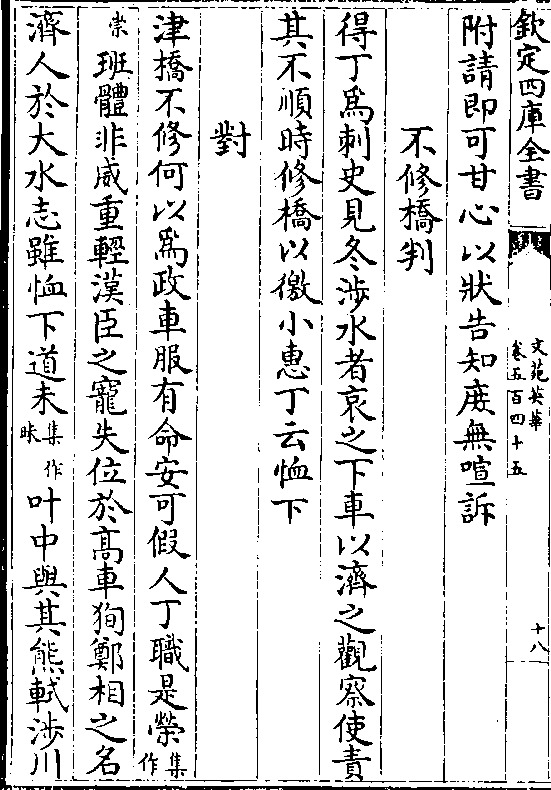 欽定四庫全書
文苑英華
卷五百四十五
十八
附請即可甘心以狀告知庶無喧訴
不修橋判
得丁爲刺史見冬涉水者哀之下車以濟之觀察使責
其不順時修橋以徼小惠丁云恤下
對
津橋不修何以爲政車服有命安可假人丁職是榮集作
崇班體非威重輕漢臣之寵失位於高車狥鄭相之名
濟人於大水志雖恤下道未集作昧叶中與其熊軾涉川